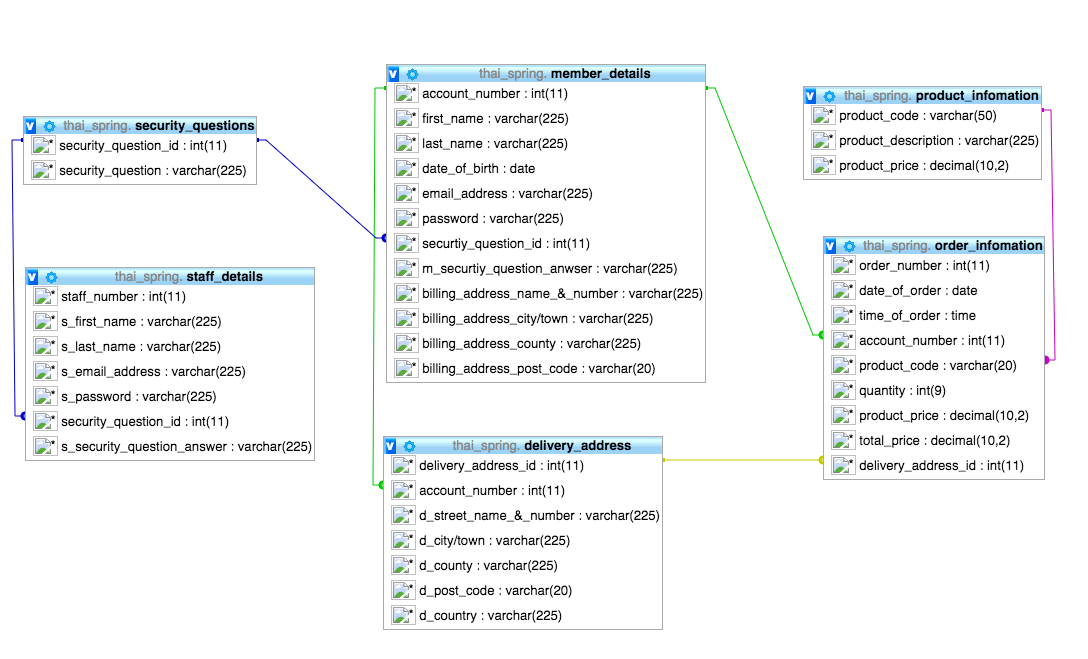 thai_spring. security_questions
security_question_id : int(11)
security_question : varchar(225)
thai_spring. staff_details
staff_number : int(11)
s_first_name : varchar(225)
s_last_name : varchar(225)
s_email_address : varchar(225)
s_password : varchar(225)
security_question_id : int(11)
s_security_question_answer : varchar(225)
thai_spring. member_details
account_number : int(11)
first_name : varchar(225)
last_name : varchar(225)
date_of_birth : date
email_address : varchar(225)
password : varchar(225)
securtiy_question_id : int(11)
m_securtiy_question_anwser : varchar(225)
billing_address_name_&_number : varchar(225)
billing_address_city/town : varchar(225)
billing_address_county : varchar(225)
billing_address_post_code : varchar(20)
thai_spring. delivery_address
delivery_address_id : int(11)
account_number : int(11)
d_street_name_&_number : varchar(225)
d_city/town : varchar(225)
d_county : varchar(225)
d_post_code : varchar(20)
d_country : varchar(225)
thai_spring. product_infomation
product_code : varchar(50)
product_description : varchar(225)
product_price : decimal(10,2)
thai_spring. order_infomation
order_number : int(11)
date_of_order : date
time_of_order : time
account_number : int(11)
product_code : varchar(20)
quantity : int(9)
product_price : decimal(10,2)
total_price : decimal(10,2)
delivery_address_id : int(11)